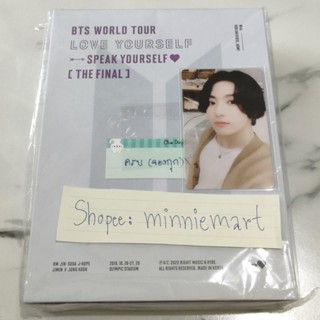 BTS WORLD TOUR
LOVE YOURSELF
SPEAK YOURSELF
[THE FINAL]
ครบ (จองกุก)
Shopee: minniemart
RM JIN SUGA J-HOPE
JIMIN V JUNG KOOK
2019. 10. 26-27, 29
OLYMPIC STADIUM
ALL RIGHTS RESERVED. MADE IN KOREA